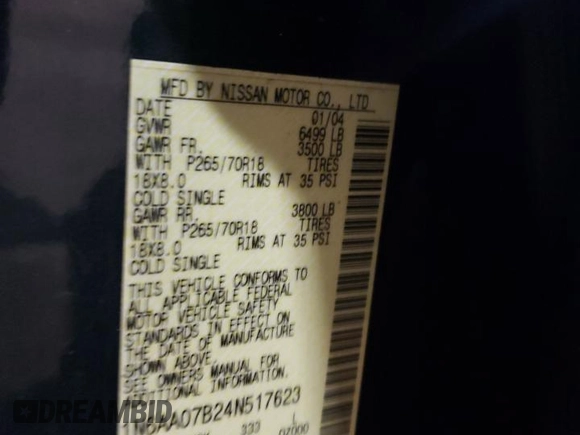 MFD BY NISSAN MOTOR CO., LTD
DATE 01/04
GVWR 6499 LB
GAWR FR. 3500 LB
WITH P265/70R18 TIRES
18X8.0 RIMS AT 35 PSI
COLD SINGLE
GAWR RR. 3800 LB
WITH P265/70R18 TIRES
18X8.0 RIMS AT 35 PSI
COLD SINGLE
THIS VEHICLE CONFORMS TO
ALL APPLICABLE FEDERAL
MOTOR VEHICLE SAFETY
STANDARDS IN EFFECT ON
THE DATE OF MANUFACTURE
SHOWN ABOVE.
SEE OWNERS MANUAL FOR
INFORMATION.
A07B24N517623
333
DREAMBID